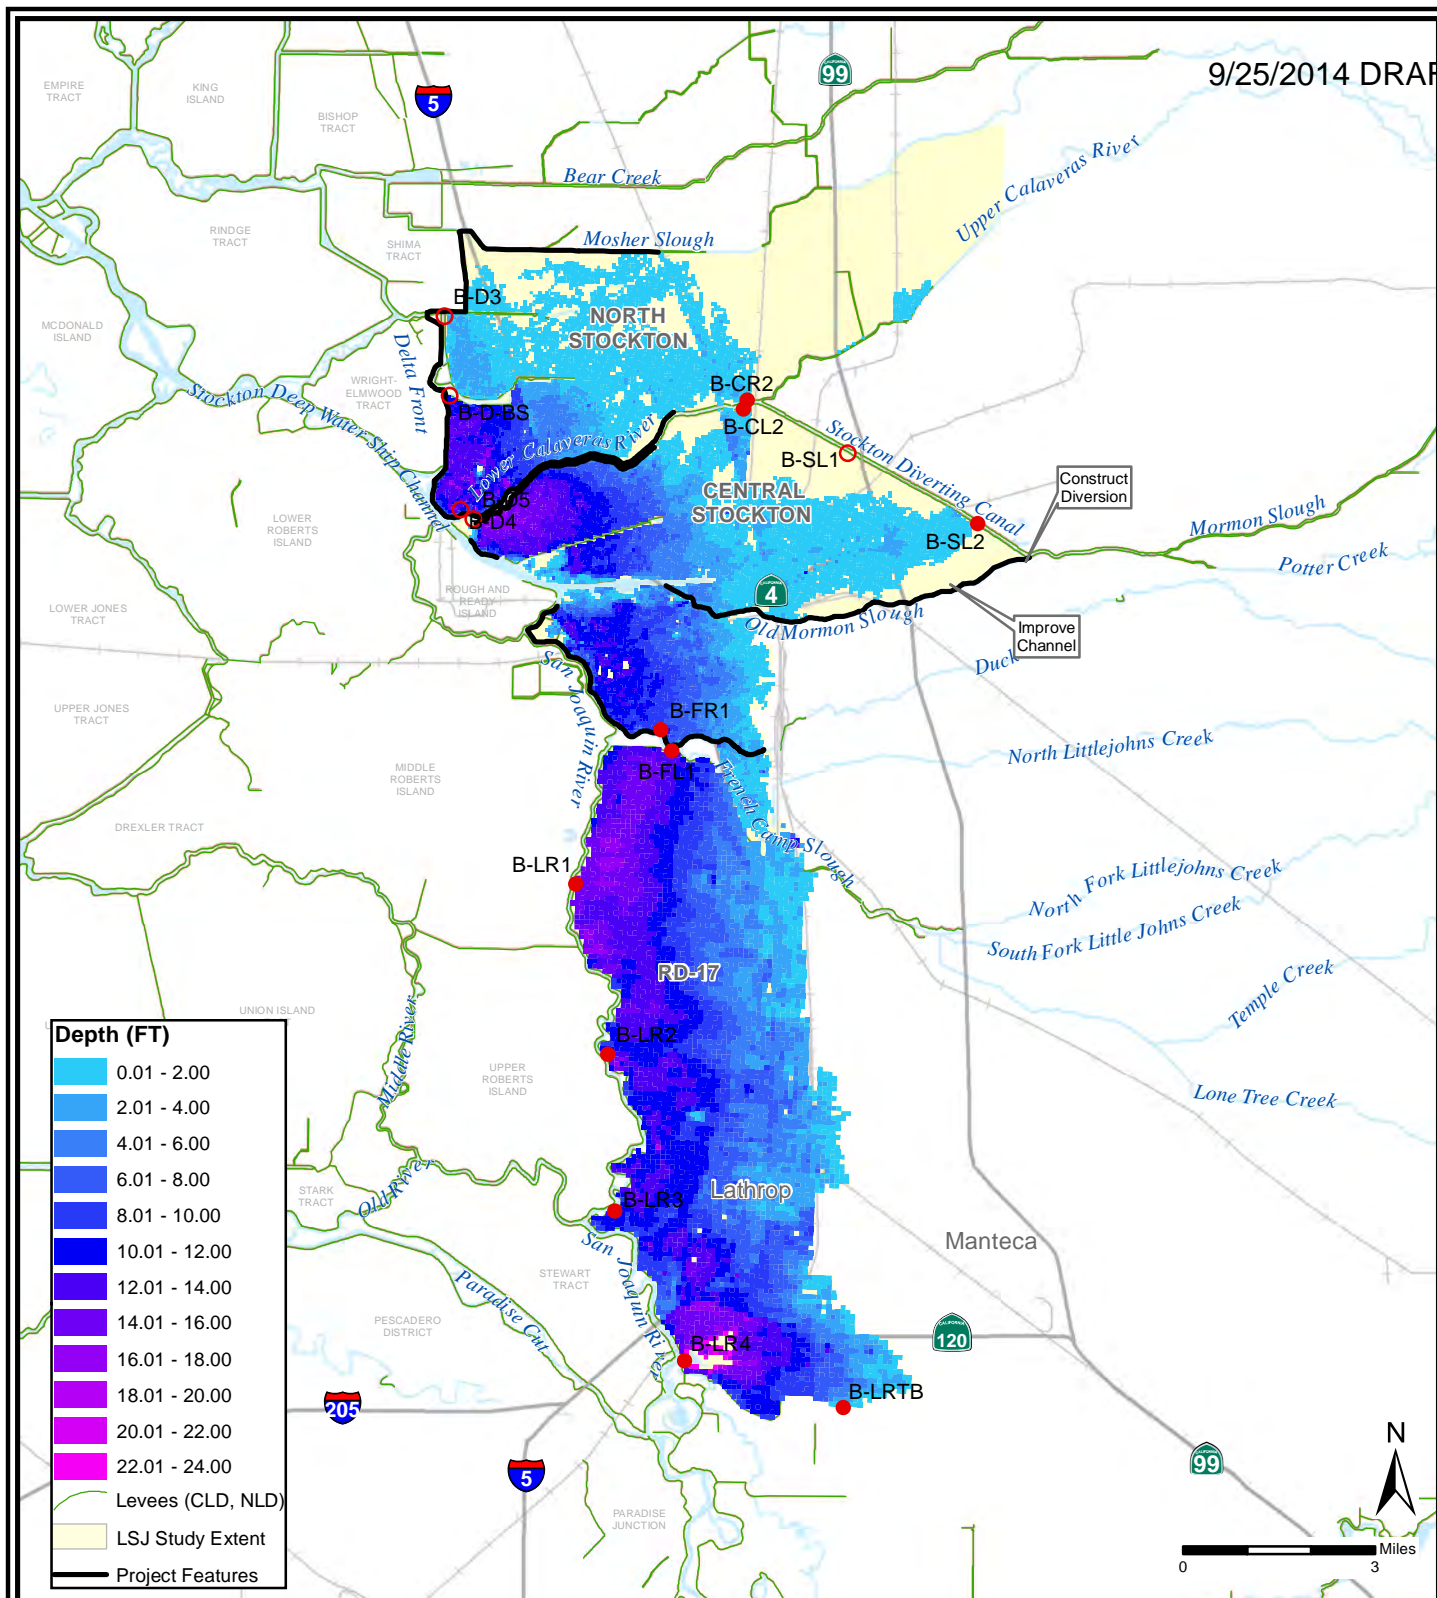 9/25/2014 DRAF
EMPIRE
TRACT
KING
ISLAND
BISHOP
TRACT
5
CALIFORNIA
99
Bear Creek
Upper Calaveras River
RINDGE
TRACT
SHIMA
TRACT
Mosher Slough
B-D3
NORTH
STOCKTON
MCDONALD
ISLAND
Delta Front
WRIGHT-
ELMWOOD
TRACT
Stockton Deep Water Ship Channel
B-D-BS
B-CR2
B-CL2
Lower Calaveras River
B-SL1
Stockton Diverting Canal
Construct
Diversion
CENTRAL
STOCKTON
B-D5
B-D4
LOWER
ROBERTS
ISLAND
B-SL2
Mormon Slough
Potter Creek
ROUGH AND
READY
ISLAND
CALIFORNIA
4
LOWER JONES
TRACT
Old Mormon Slough
Improve
Channel
Duck
San Joaquin River
UPPER JONES
TRACT
B-FR1
North Littlejohns Creek
B-FL1
MIDDLE
ROBERTS
ISLAND
French Camp Slough
DREXLER TRACT
B-LR1
North Fork Littlejohns Creek
South Fork Little Johns Creek
RD-17
Temple Creek
UNION ISLAND
Middle River
B-LR2
UPPER
ROBERTS
ISLAND
Lone Tree Creek
STARK
TRACT
Old River
B-LR3
Lathrop
San Joaquin River
Manteca
STEWART
TRACT
Paradise Cut
PESCADERO
DISTRICT
B-LR4
CALIFORNIA
120
B-LRTB
205
5
CALIFORNIA
99
PARADISE
JUNCTION
N
Miles
0
3
Depth (FT)
0.01 - 2.00
2.01 - 4.00
4.01 - 6.00
6.01 - 8.00
8.01 - 10.00
10.01 - 12.00
12.01 - 14.00
14.01 - 16.00
16.01 - 18.00
18.01 - 20.00
20.01 - 22.00
22.01 - 24.00
Levees (CLD, NLD)
LSJ Study Extent
Project Features